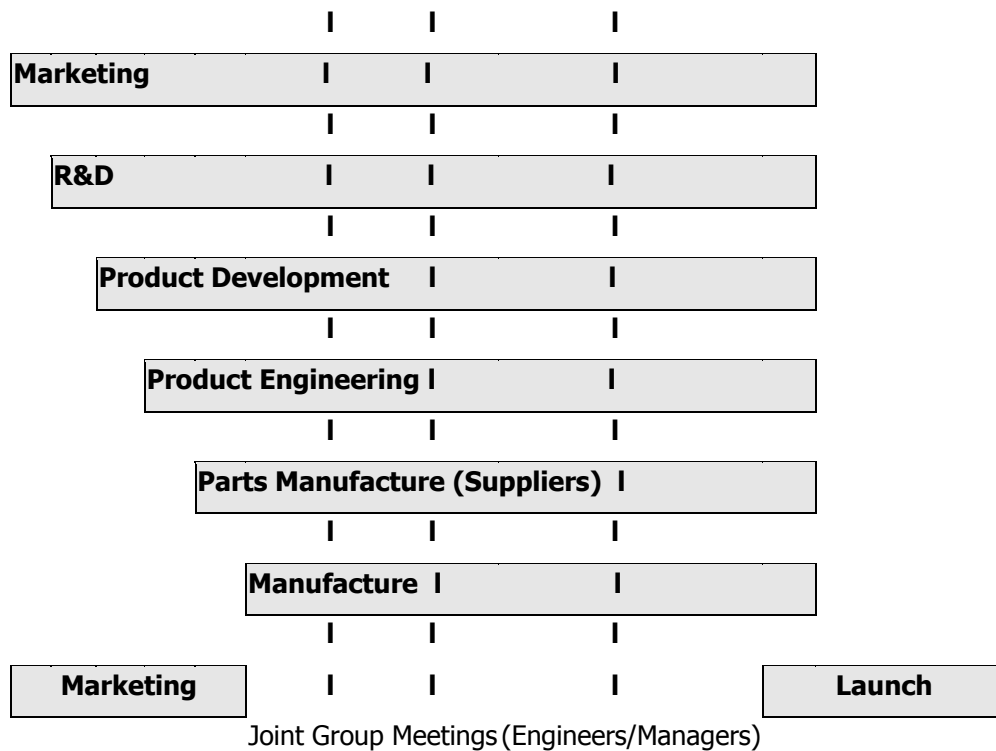 l l l
Marketing l l l
l l l
R&D l l l
l l l
Product Development l l
l l l
Product Engineering l l
l l l
Parts Manufacture (Suppliers) l
l l l
Manufacture l l
l l l
Marketing l l l Launch
Joint Group Meetings (Engineers/Managers)